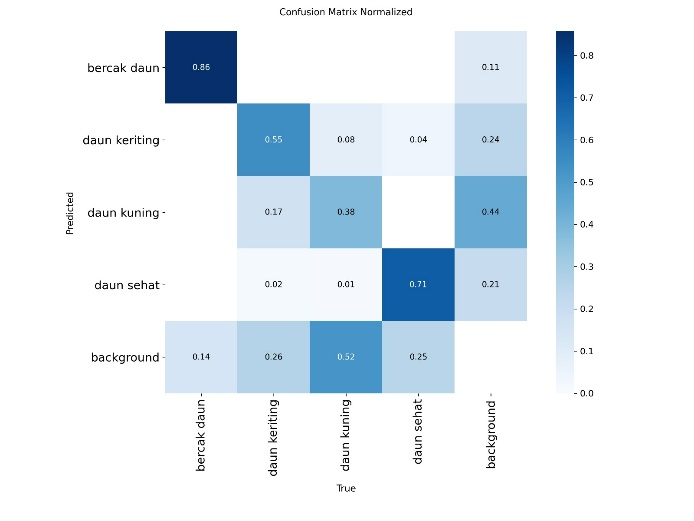 Confusion Matrix Normalized
bercak daun
0.86
0.11
0.8
0.7
daun keriting
0.55
0.08
0.04
0.24
0.6
0.5
Predicted
daun kuning
0.17
0.38
0.44
0.4
0.3
daun sehat
0.02
0.01
0.71
0.21
0.2
background
0.14
0.26
0.52
0.25
0.1
0.0
bercak daun
daun keriting
daun kuning
daun sehat
background
True